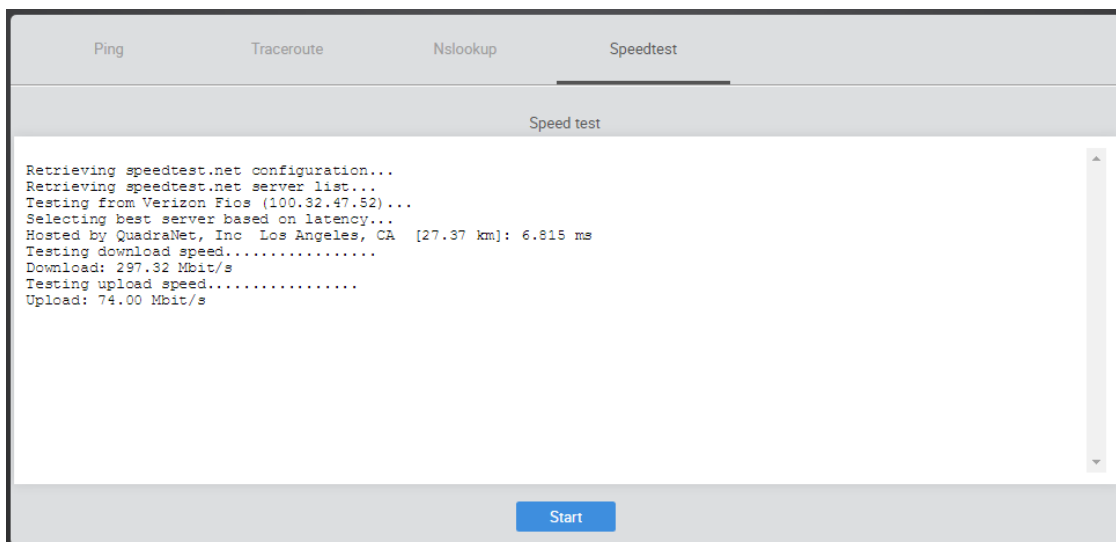 Ping Traceroute Nslookup Speedtest
Speed test
Retrieving speedtest.net configuration...
Retrieving speedtest.net server list...
Testing from Verizon Fios (100.32.47.52)...
Selecting best server based on latency...
Hosted by QuadraNet, Inc  Los Angeles, CA  [27.37 km]: 6.815 ms
Testing download speed.................
Download: 297.32 Mbit/s
Testing upload speed.................
Upload: 74.00 Mbit/s
Start